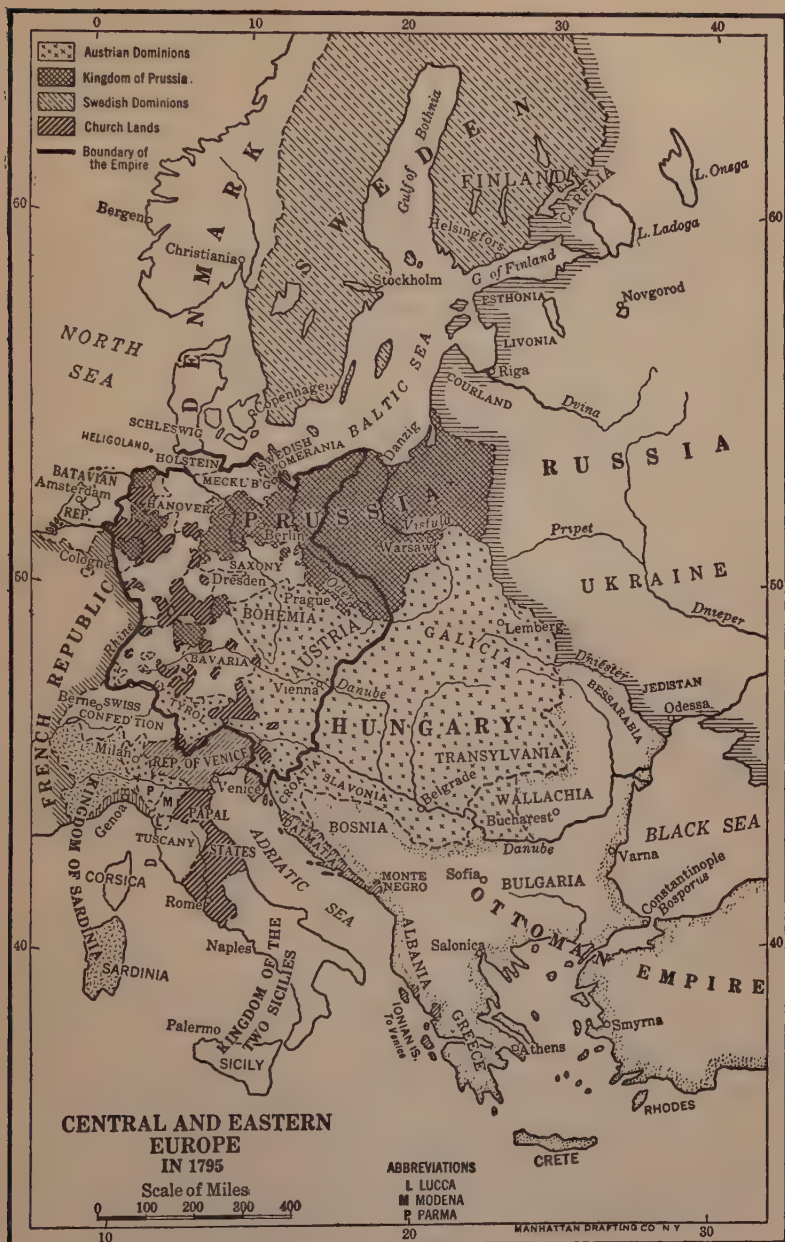 0
10
20
30
40
Austrian Dominions
Kingdom of Prussia.
Swedish Dominions
Church Lands
Boundary of
the Empire
60
60
Gulf of Bothnia
SWEDEN
FINLAND
CARELIA
L. Onega
L. Ladoga
Bergen
Christiania
DENMARK
Helsingfors
Stockholm
G of Finland
ESTHONIA
Novgorod
LIVONIA
NORTH
SEA
Riga
COURLAND
Dvina
BALTIC SEA
Copenhage
SCHLESWIG
HELIGOLAND
HOLSTEIN
SWEDISH
POMERANIA
MECKL'B'G
Danzig
RUSSIA
BATAVIAN
Amsterdam
REP.
HANOVER
PRUSSIA
Berlin
Vistula
Warsaw
Pripet
Cologne
50
50
SAXONY
Dresden
Oder
UKRAINE
Dnieper
Prague
BOHEMIA
Rhine
AUSTRIA
GALICIA
Lemberg
FRENCH REPUBLIC
BAVARIA
Vienna
Danube
Dniester
JEDISTAN
BESSARABIA
Odessa
Berne
SWISS
CONFED'TION
TYROL
HUNGARY
Milan
REP. OF VENICE
Venice
TRANSYLVANIA
CROATIA
SLAVONIA
Belgrade
WALLACHIA
Bucharest
P
M
L
Genoa
KINGDOM OF SARDINIA
PAPAL
STATES
TUSCANY
BOSNIA
DALMATIA
Danube
BLACK SEA
Varna
ADRIATIC
SEA
MONTE
NEGRO
Sofia
BULGARIA
CORSICA
Rome
Constantinople
Bosporus
OTTOMAN
EMPIRE
40
40
SARDINIA
Naples
ALBANIA
Salonica
KINGDOM OF THE
TWO SICILIES
Palermo
SICILY
IONIAN IS.
To Venice
GREECE
Athens
Smyrna
RHODES
CRETE
CENTRAL AND EASTERN
EUROPE
IN 1795
Scale of Miles
0 100 200 300 400
ABBREVIATIONS
L LUCCA
M MODENA
P PARMA
MANHATTAN DRAFTING CO N Y
10
20
30